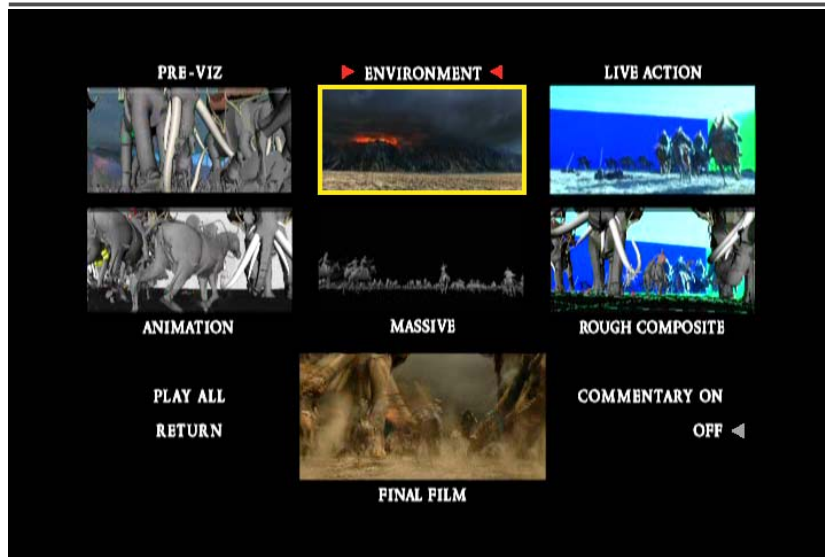 PRE-VIZ
ENVIRONMENT
LIVE ACTION
ANIMATION
MASSIVE
ROUGH COMPOSITE
PLAY ALL
COMMENTARY ON
RETURN
OFF
FINAL FILM